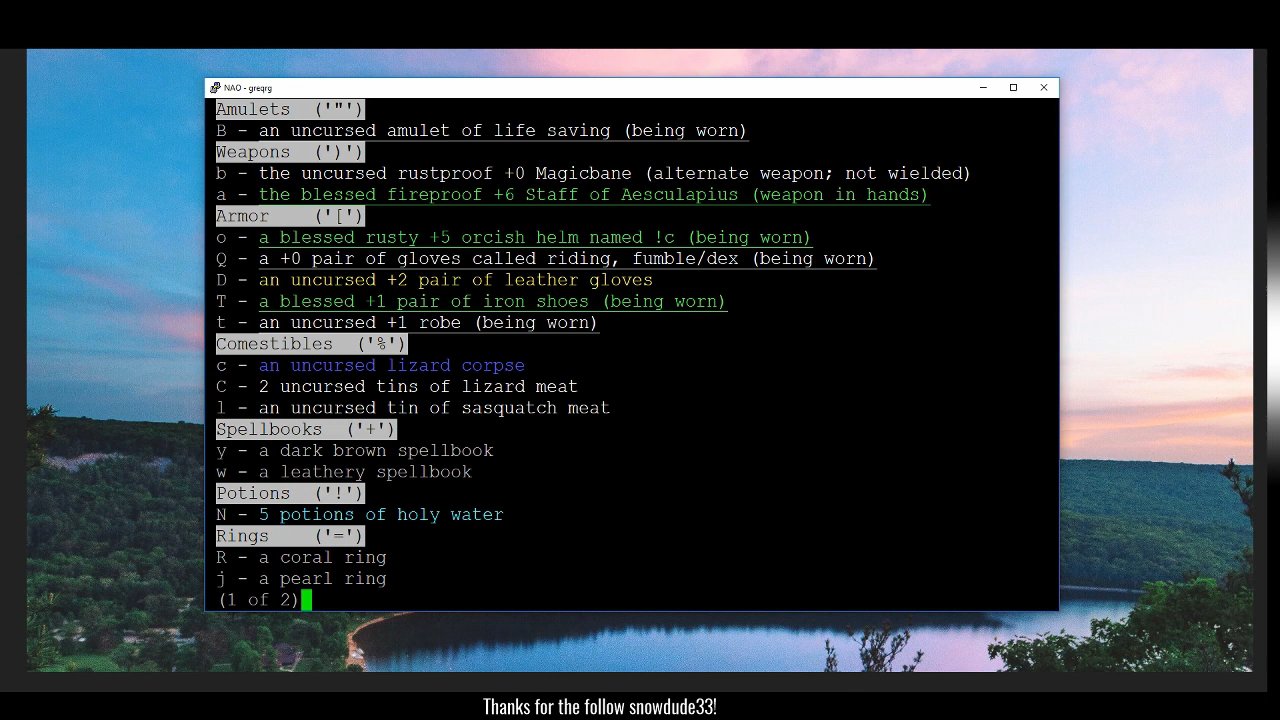 NAO - greqrg
Amulets ('"')
B - an uncursed amulet of life saving (being worn)
Weapons (')')
b - the uncursed rustproof +0 Magicbane (alternate weapon; not wielded)
a - the blessed fireproof +6 Staff of Aesculapius (weapon in hands)
Armor ('[')
o - a blessed rusty +5 orcish helm named !c (being worn)
Q - a +0 pair of gloves called riding, fumble/dex (being worn)
D - an uncursed +2 pair of leather gloves
T - a blessed +1 pair of iron shoes (being worn)
t - an uncursed +1 robe (being worn)
Comestibles ('%')
c - an uncursed lizard corpse
C - 2 uncursed tins of lizard meat
l - an uncursed tin of sasquatch meat
Spellbooks ('+')
y - a dark brown spellbook
w - a leathery spellbook
Potions ('!')
N - 5 potions of holy water
Rings ('=')
R - a coral ring
j - a pearl ring
(1 of 2)
Thanks for the follow snowdude33!